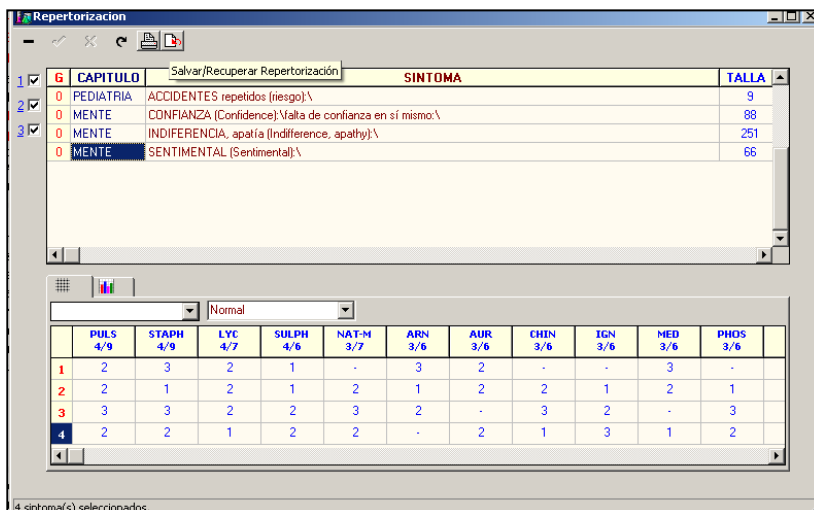 Repertorizacion
Salvar/Recuperar Repertorización
1
2
3
G CAPITULO SINTOMA TALLA
0 PEDIATRIA ACCIDENTES repetidos (riesgo):\ 9
0 MENTE CONFIANZA (Confidence):\falta de confianza en sí mismo:\ 88
0 MENTE INDIFERENCIA, apatía (Indifference, apathy):\ 251
0 MENTE SENTIMENTAL (Sentimental):\ 66
Normal
PULS STAPH LYC SULPH NAT-M ARN AUR CHIN IGN MED PHOS
4/9 4/9 4/7 4/6 3/7 3/6 3/6 3/6 3/6 3/6 3/6
1 2 3 2 1 - 3 2 - - 3 -
2 2 1 2 1 2 1 2 2 1 2 1
3 3 3 2 2 3 2 - 3 2 - 3
4 2 2 1 2 2 - 2 1 3 1 2
4 sintoma(s) seleccionados.